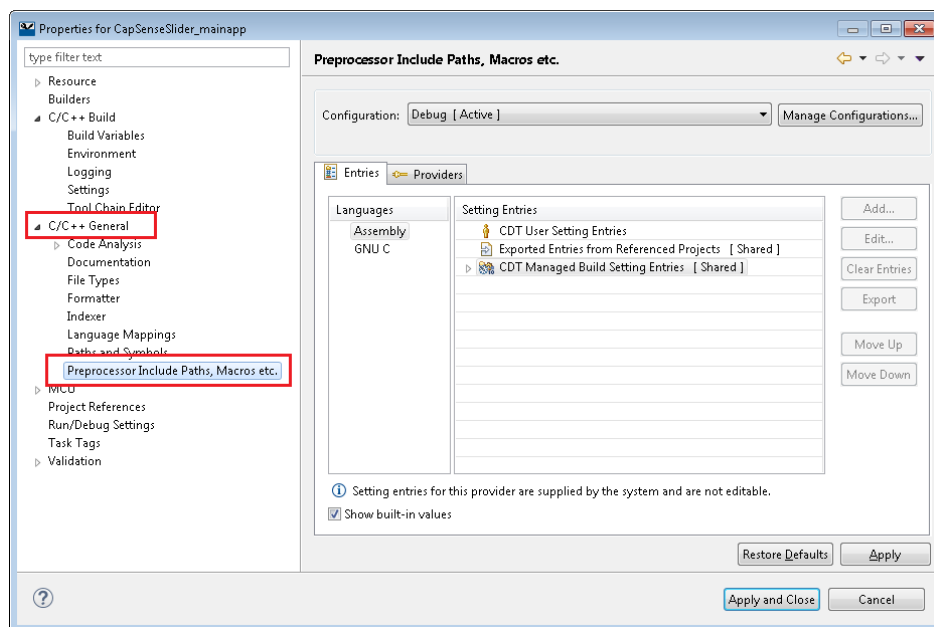 Properties for CapSenseSlider_mainapp
type filter text
Resource
Builders
C/C++ Build
Build Variables
Environment
Logging
Settings
Tool Chain Editor
C/C++ General
Code Analysis
Documentation
File Types
Formatter
Indexer
Language Mappings
Paths and Symbols
Preprocessor Include Paths, Macros etc.
MCU
Project References
Run/Debug Settings
Task Tags
Validation
Preprocessor Include Paths, Macros etc.
Configuration: Debug [ Active ] Manage Configurations...
Entries Providers
Languages Setting Entries
Assembly CDT User Setting Entries
GNU C Exported Entries from Referenced Projects [ Shared ]
CDT Managed Build Setting Entries [ Shared ]
Add...
Edit...
Clear Entries
Export
Move Up
Move Down
Setting entries for this provider are supplied by the system and are not editable.
Show built-in values
Restore Defaults Apply
? Apply and Close Cancel